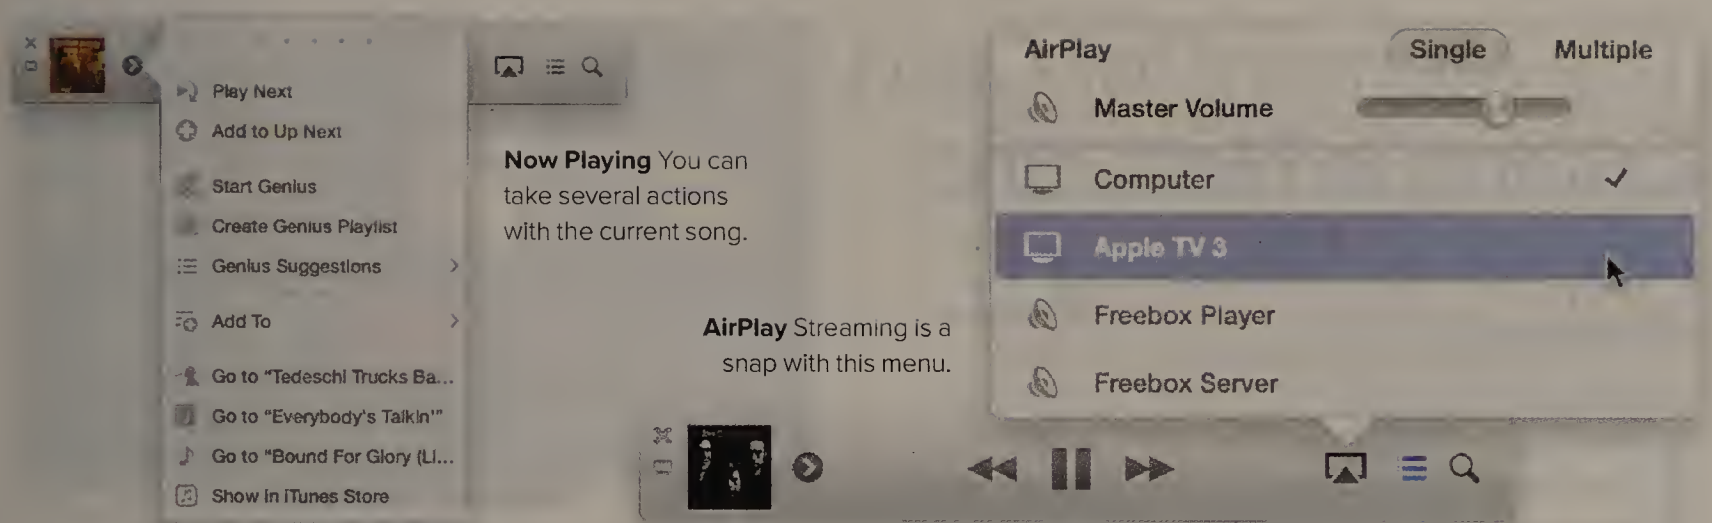 Play Next
Add to Up Next
Start Genius
Create Genius Playlist
Genius Suggestions
Add To
Go to "Tedeschi Trucks Ba...
Go to "Everybody's Talkin'"
Go to "Bound For Glory (Li...
Show in iTunes Store
Now Playing You can
take several actions
with the current song.
AirPlay Streaming is a
snap with this menu.
AirPlay Single Multiple
Master Volume
Computer
Apple TV 3
Freebox Player
Freebox Server